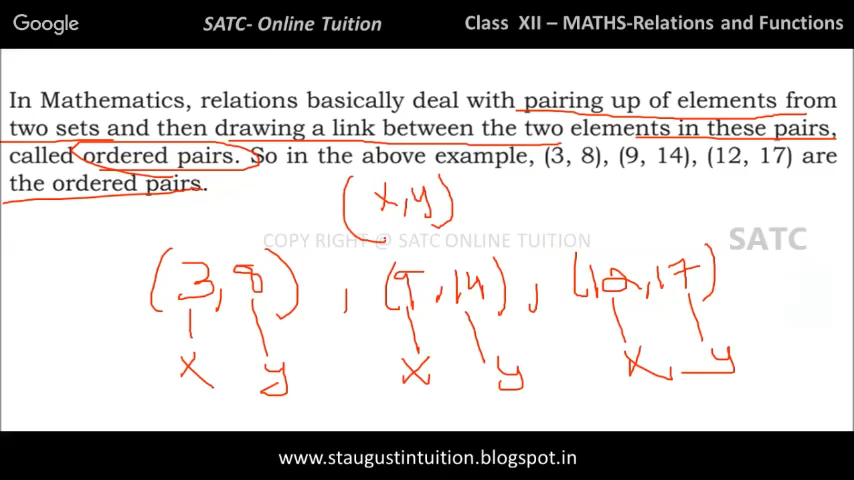 Google SATC- Online Tuition Class XII – MATHS-Relations and Functions
In Mathematics, relations basically deal with pairing up of elements from
two sets and then drawing a link between the two elements in these pairs,
called ordered pairs. So in the above example, (3, 8), (9, 14), (12, 17) are
the ordered pairs.
(x,y)
COPY RIGHT @ SATC ONLINE TUITION SATC
(3,8) , (9,14) , (12,17)
x y x y x, y
www.staugustintuition.blogspot.in